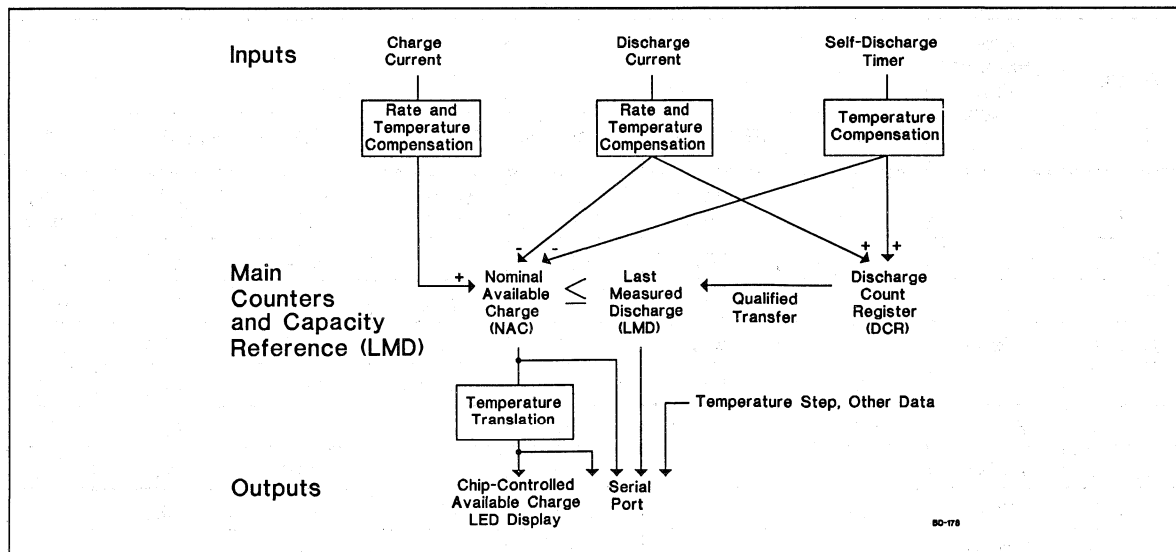 Inputs
Charge
Current
Discharge
Current
Self-Discharge
Timer
Rate and
Temperature
Compensation
Rate and
Temperature
Compensation
Temperature
Compensation
-
-
+
+
+
Main
Counters
and Capacity
Reference (LMD)
Nominal
Available
Charge
(NAC)
≤
Last
Measured
Discharge
(LMD)
Qualified
Transfer
Discharge
Count
Register
(DCR)
Temperature
Translation
Temperature Step, Other Data
Outputs
Chip-Controlled
Available Charge
LED Display
Serial
Port
BD-178